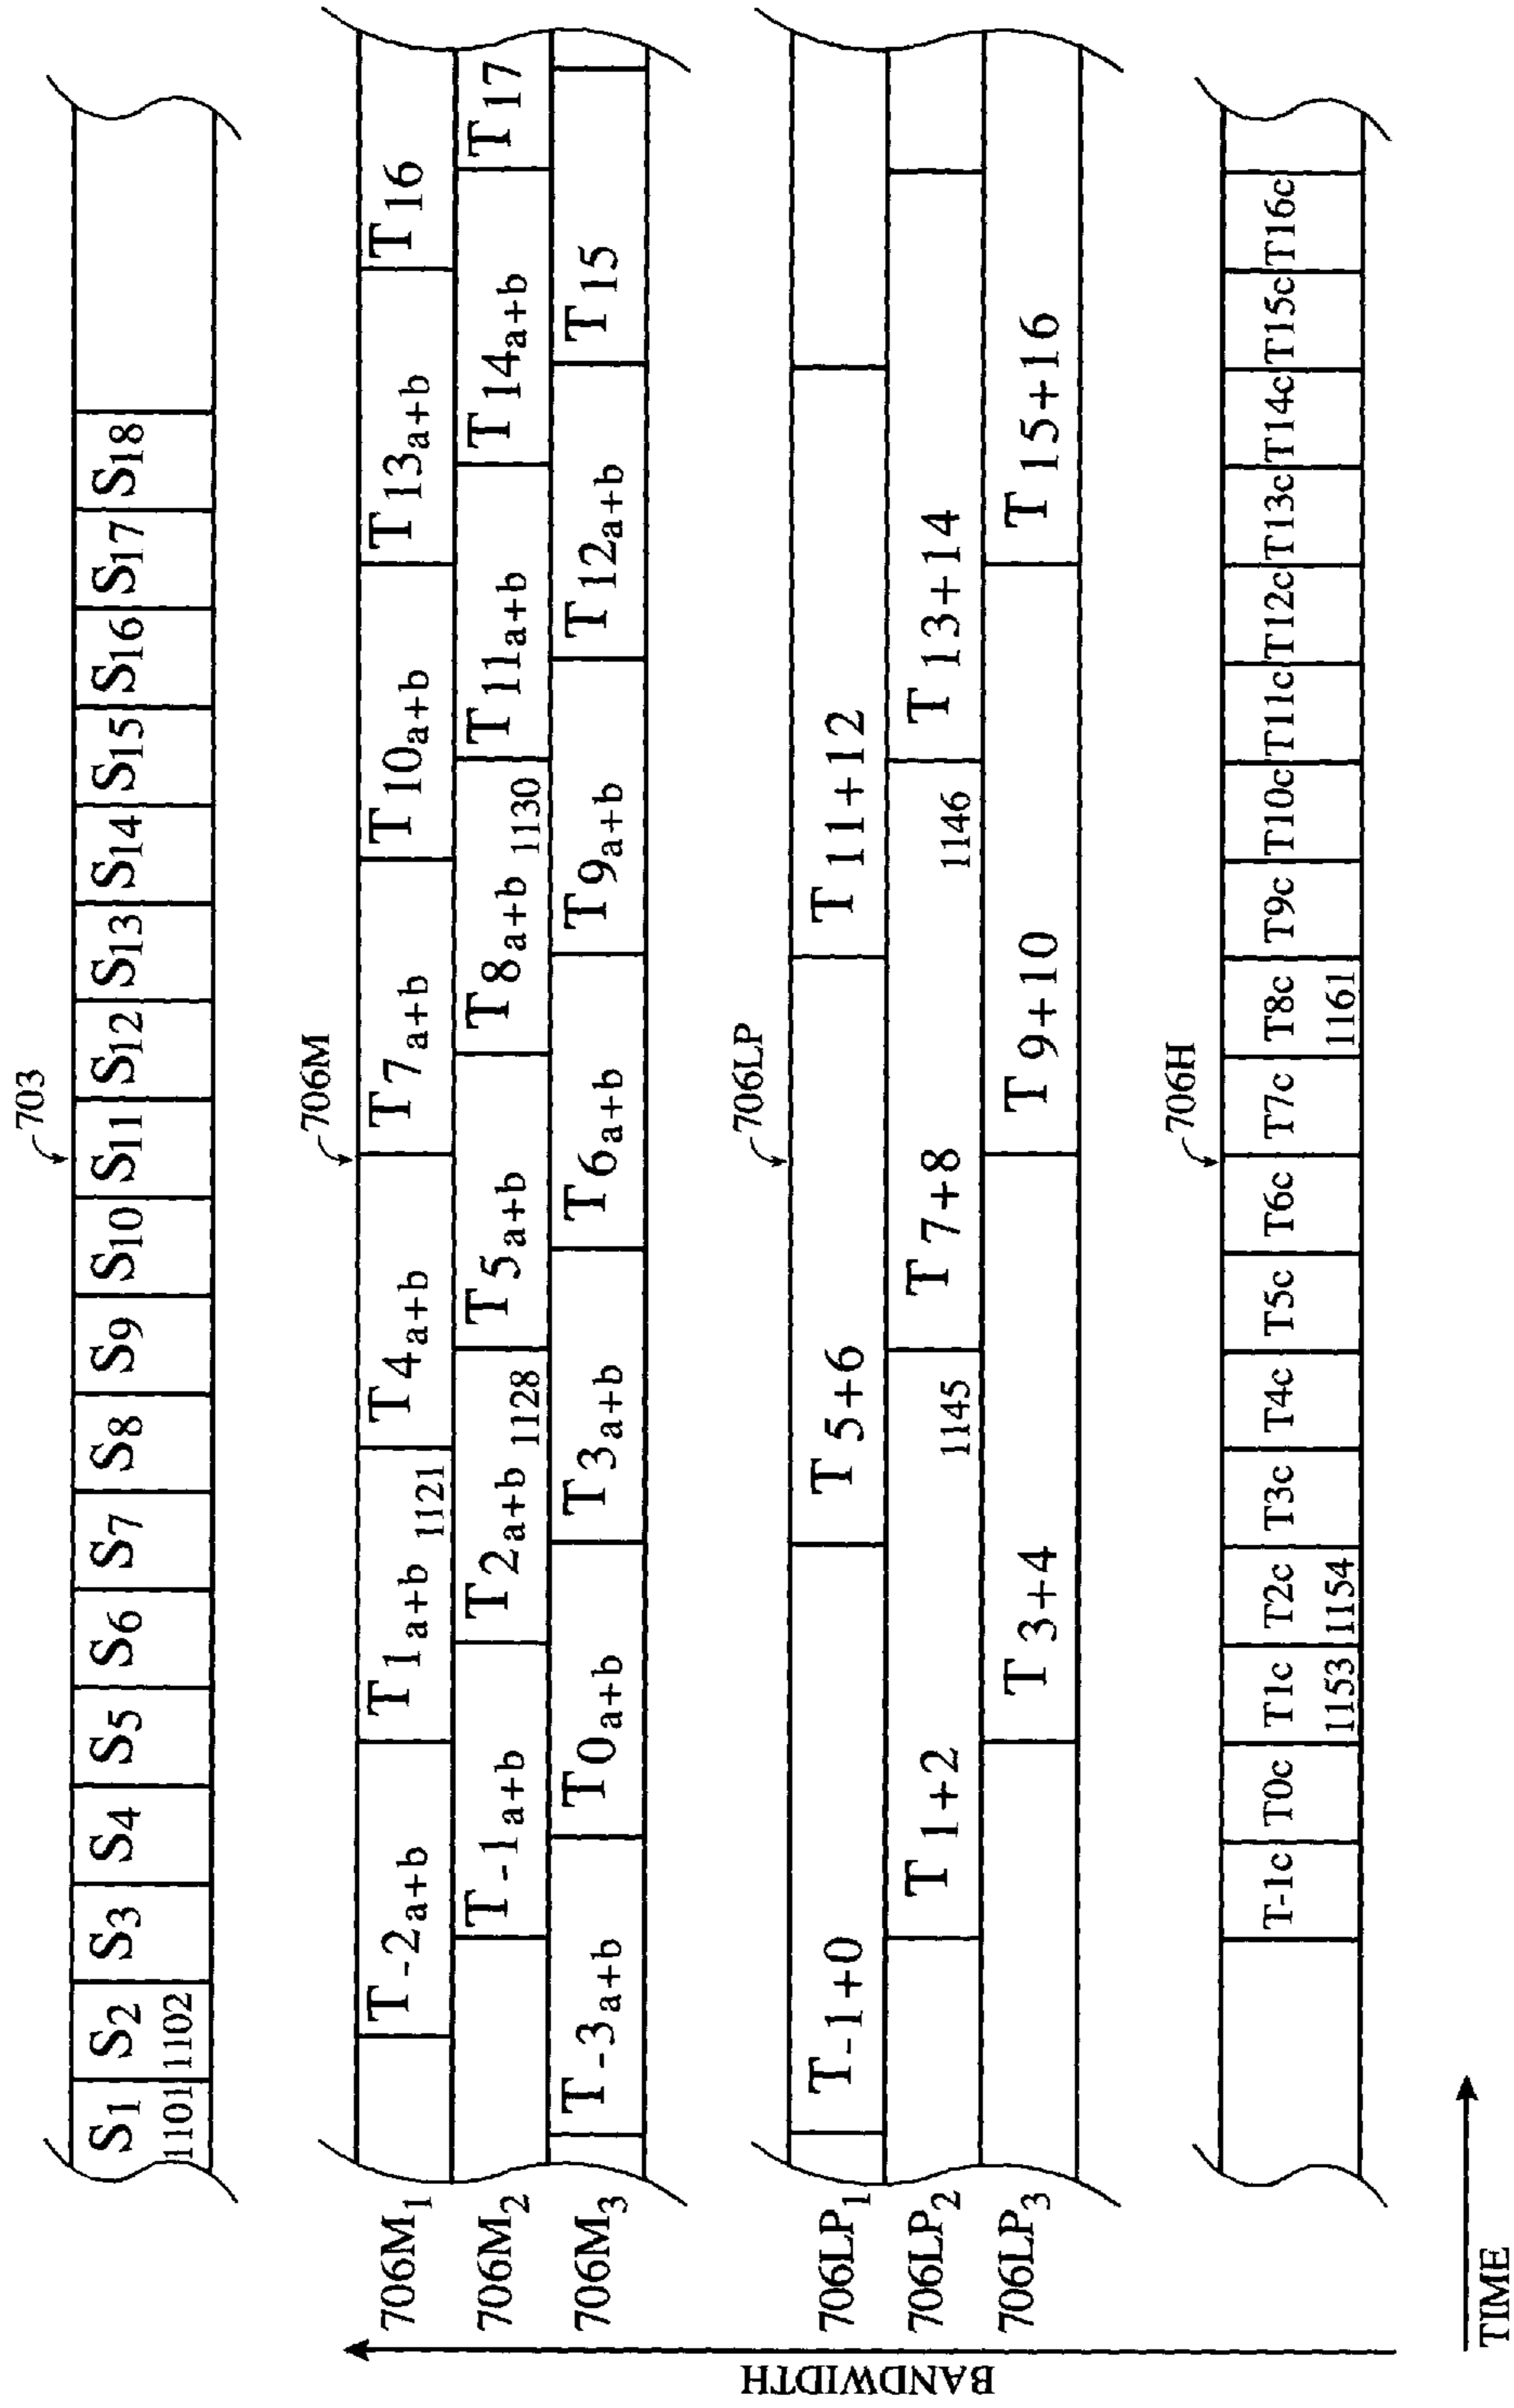 703
S1 S2 S3 S4 S5 S6 S7 S8 S9 S10 S11 S12 S13 S14 S15 S16 S17 S18
1101 1102
706M
706M1 T-2a+b T1a+b 1121 T4a+b T7a+b T10a+b T13a+b T16
706M2 T-1a+b T2a+b 1128 T5a+b T8a+b 1130 T11a+b T14a+b T17
706M3 T-3a+b T0a+b T3a+b T6a+b T9a+b T12a+b T15
706LP
706LP1 T-1+0 T5+6 T11+12
706LP2 T1+2 1145 T7+8 1146 T13+14
706LP3 T3+4 T9+10 T15+16
706H
T-1c T0c T1c T2c T3c T4c T5c T6c T7c T8c T9c T10c T11c T12c T13c T14c T15c T16c
1153 1154 1161
BANDWIDTH
TIME